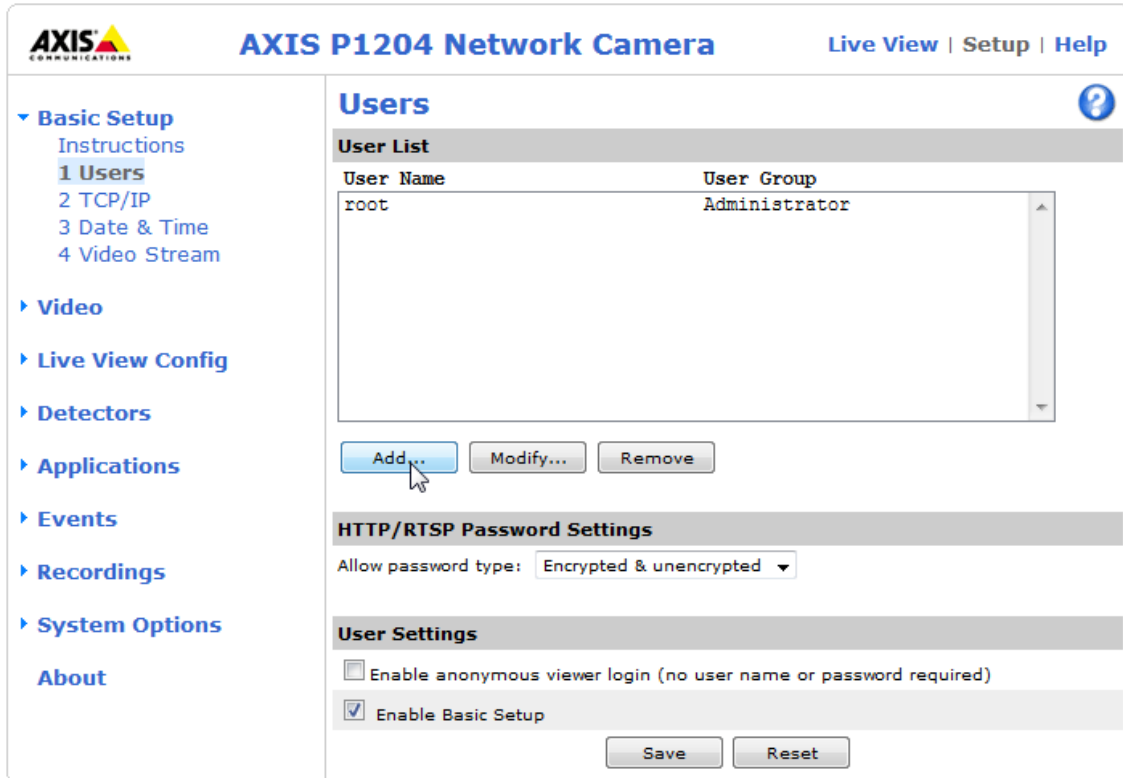 AXIS
COMMUNICATIONS
AXIS P1204 Network Camera
Live View | Setup | Help
Basic Setup
Instructions
1 Users
2 TCP/IP
3 Date & Time
4 Video Stream
Video
Live View Config
Detectors
Applications
Events
Recordings
System Options
About
Users
?
User List
User Name User Group
root Administrator
Add... Modify... Remove
HTTP/RTSP Password Settings
Allow password type: Encrypted & unencrypted
User Settings
Enable anonymous viewer login (no user name or password required)
Enable Basic Setup
Save Reset